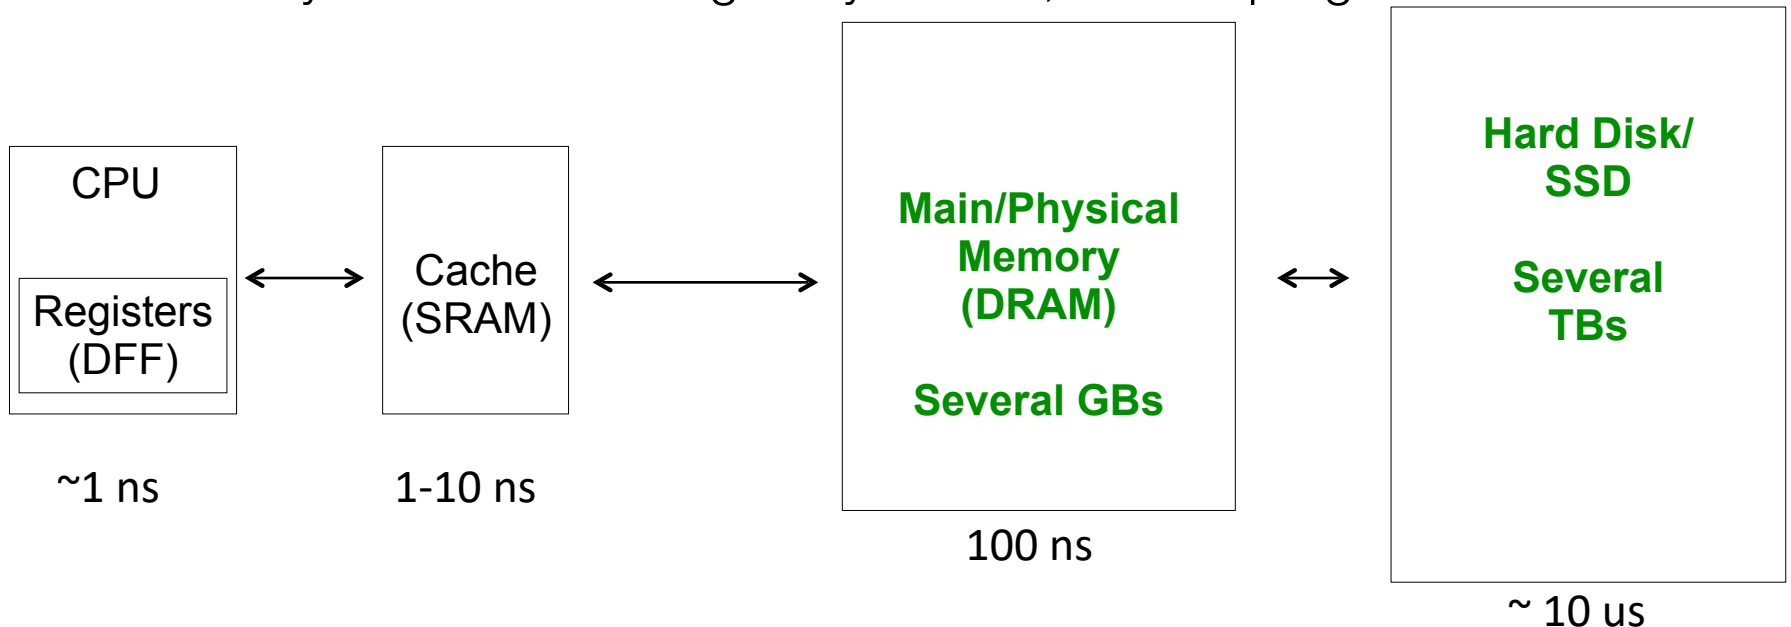 CPU
Registers
(DFF)
~1 ns
Cache
(SRAM)
1-10 ns
Main/Physical
Memory
(DRAM)
Several GBs
100 ns
Hard Disk/
SSD
Several
TBs
~ 10 us